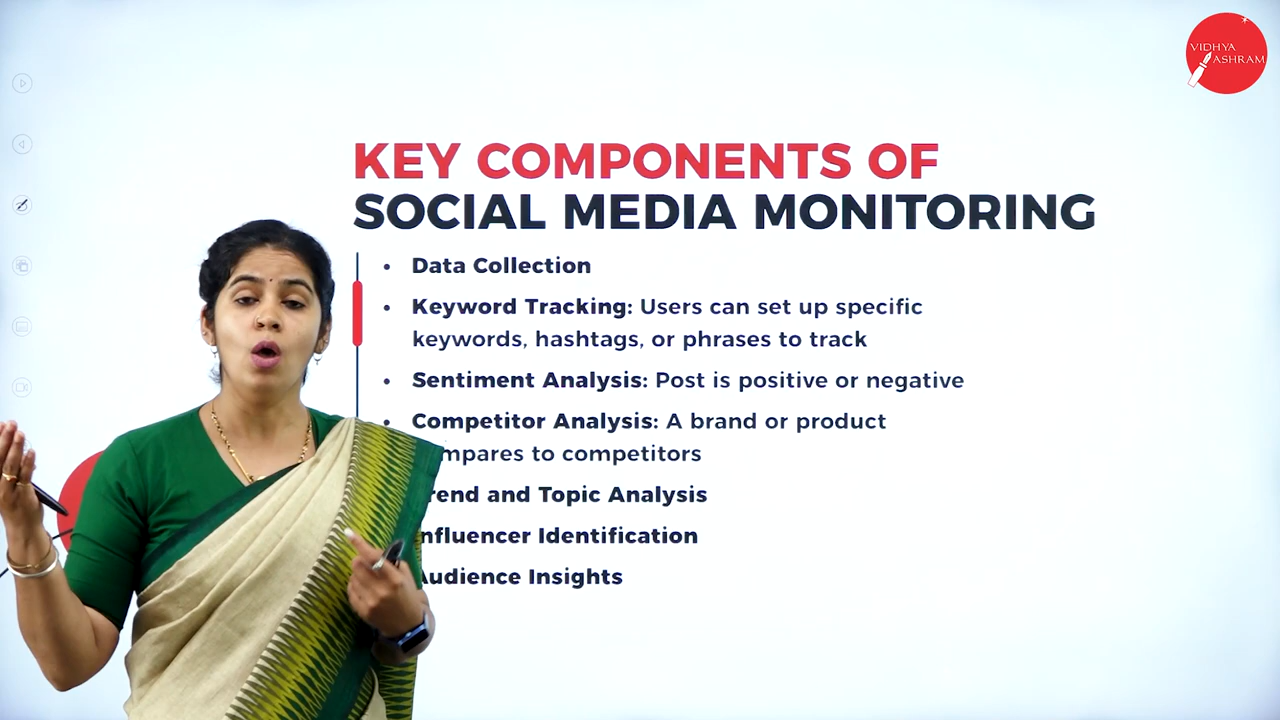 VIDHYA
ASHRAM
KEY COMPONENTS OF
SOCIAL MEDIA MONITORING
• Data Collection
• Keyword Tracking: Users can set up specific
keywords, hashtags, or phrases to track
• Sentiment Analysis: Post is positive or negative
• Competitor Analysis: A brand or product
mpares to competitors
rend and Topic Analysis
nfluencer Identification
Audience Insights